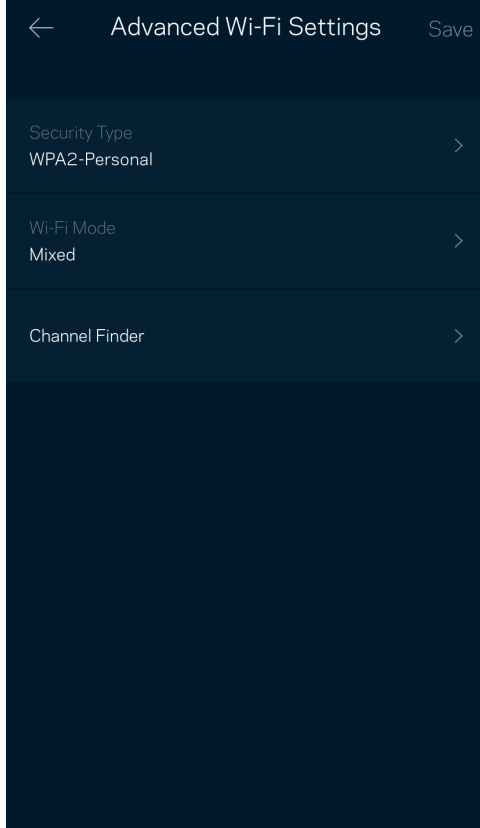 Advanced Wi-Fi Settings Save
Security Type
WPA2-Personal
Wi-Fi Mode
Mixed
Channel Finder